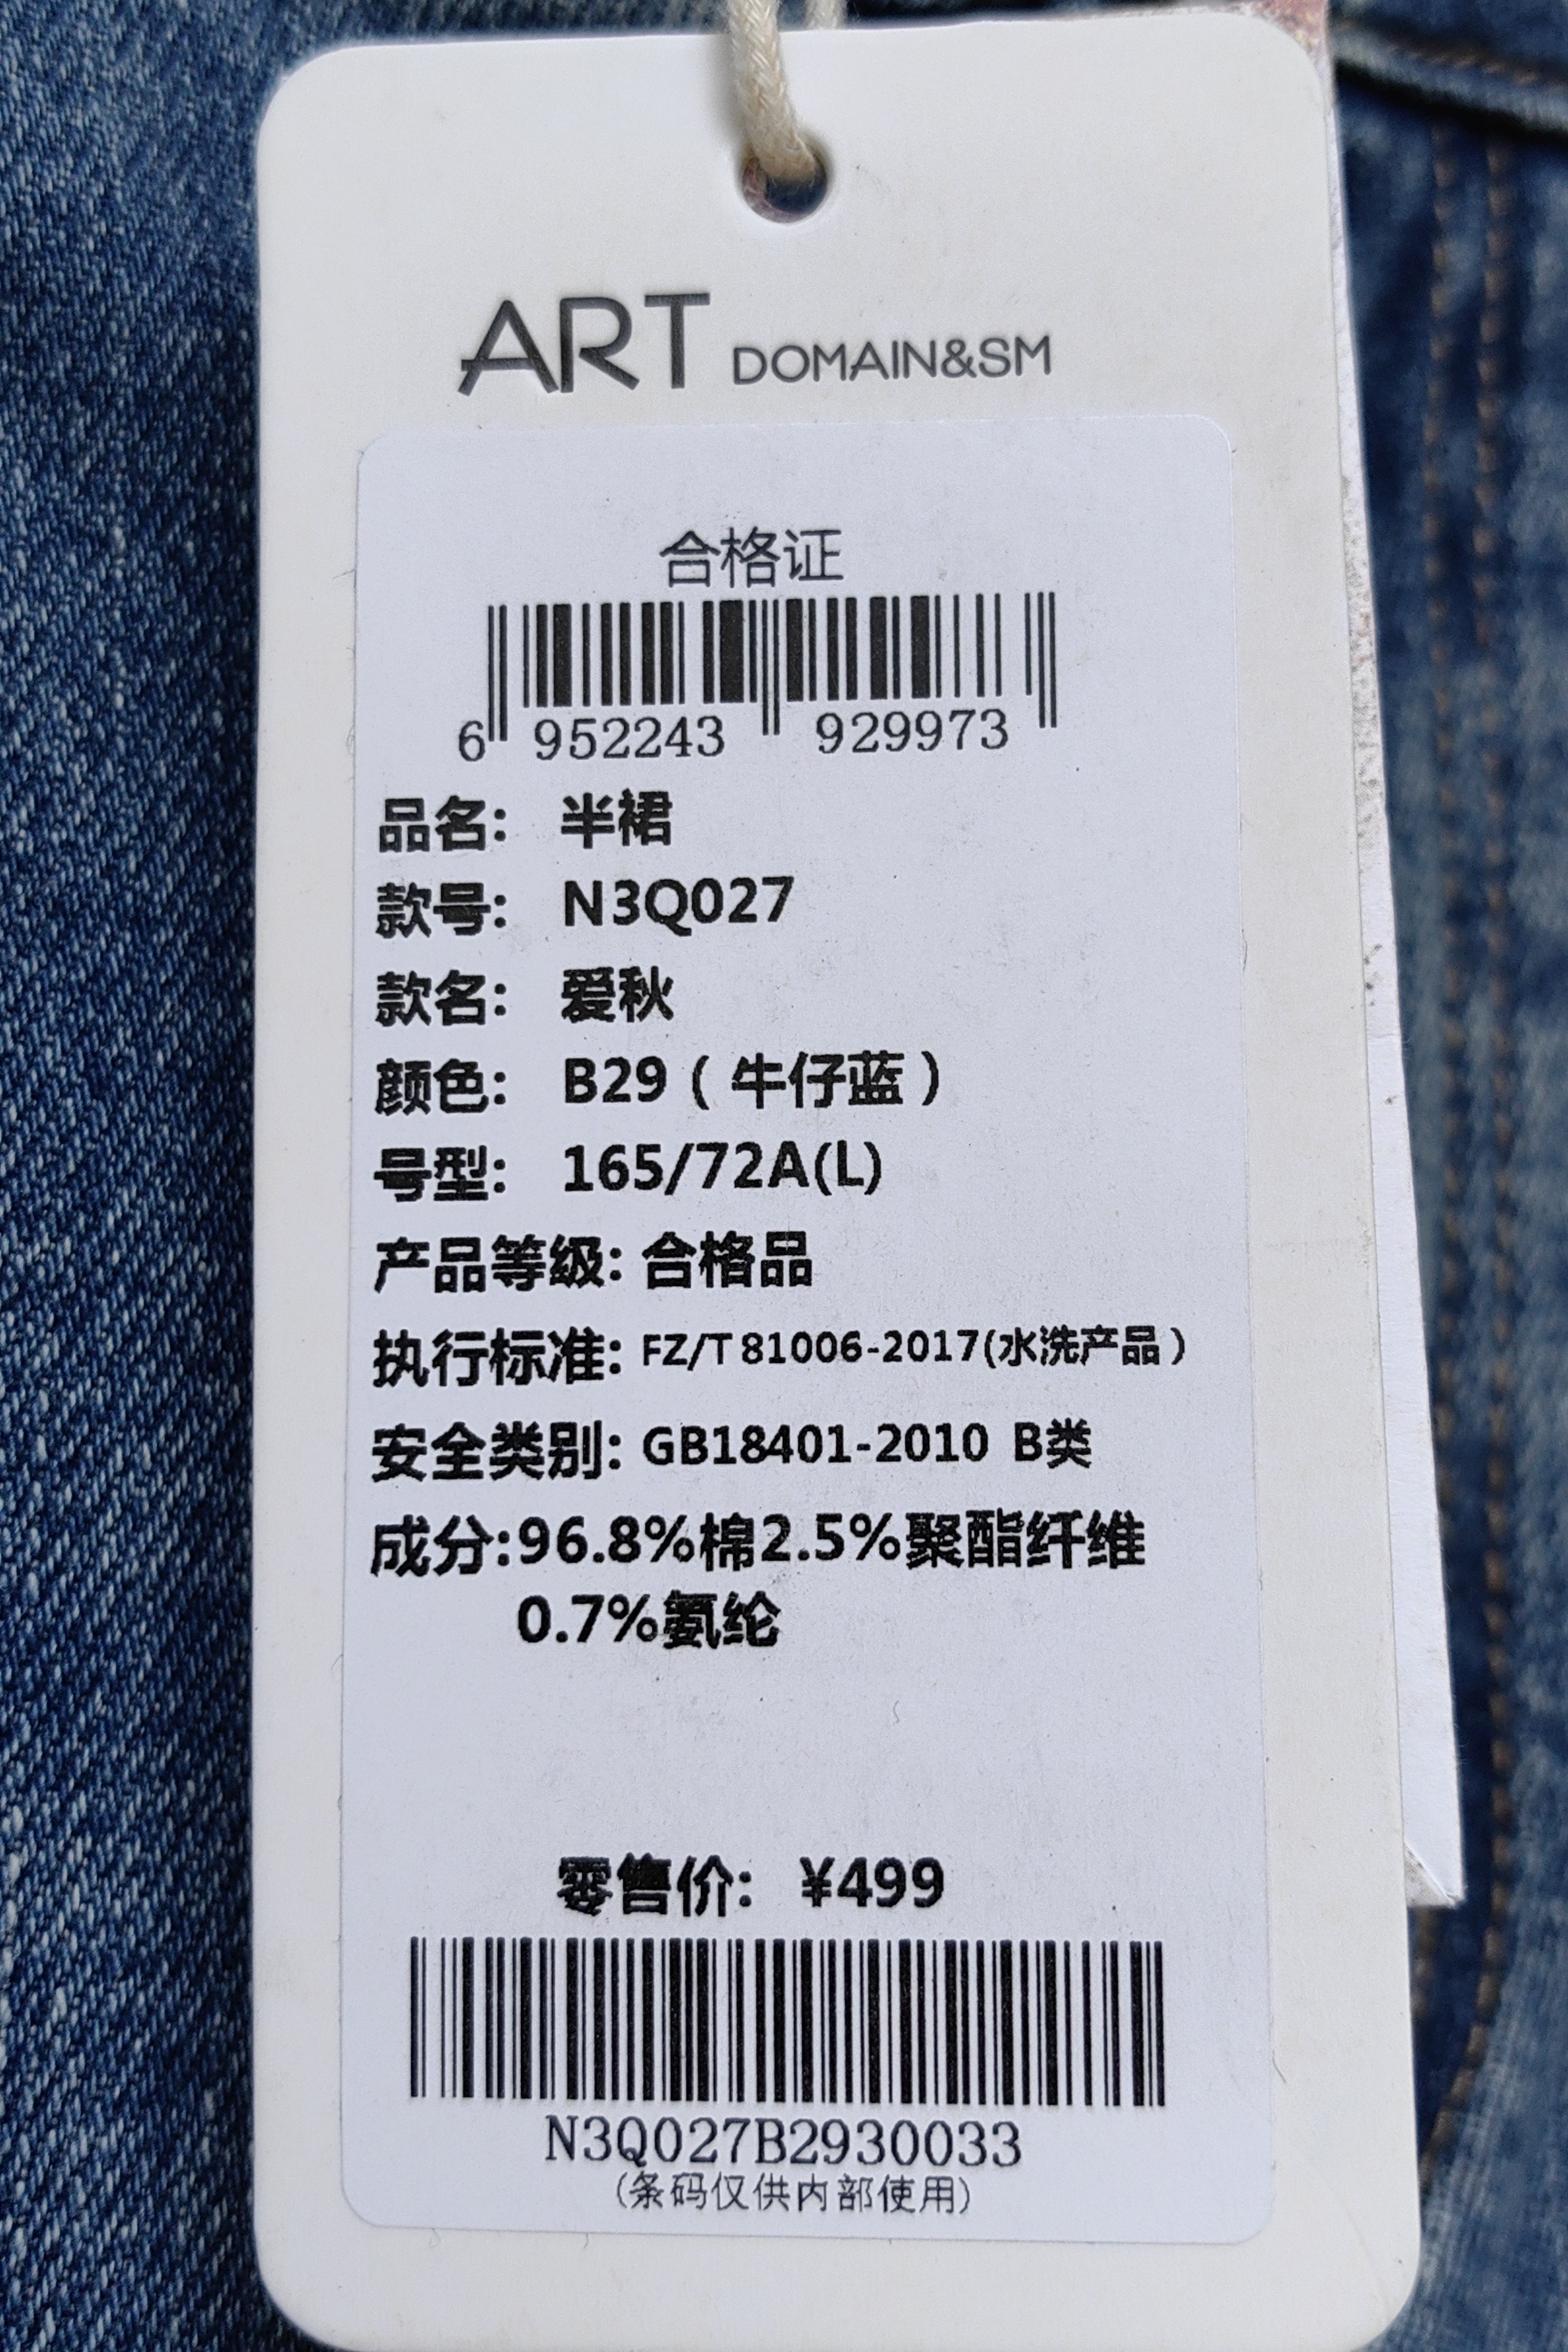 ART DOMAIN&SM
合格证
6 952243 929973
品名: 半裙
款号: N3Q027
款名: 爱秋
颜色: B29（牛仔蓝）
号型: 165/72A(L)
产品等级: 合格品
执行标准: FZ/T 81006-2017(水洗产品）
安全类别: GB18401-2010 B类
成分:96.8%棉2.5%聚酯纤维
0.7%氨纶
零售价: ¥499
N3Q027B2930033
(条码仅供内部使用)